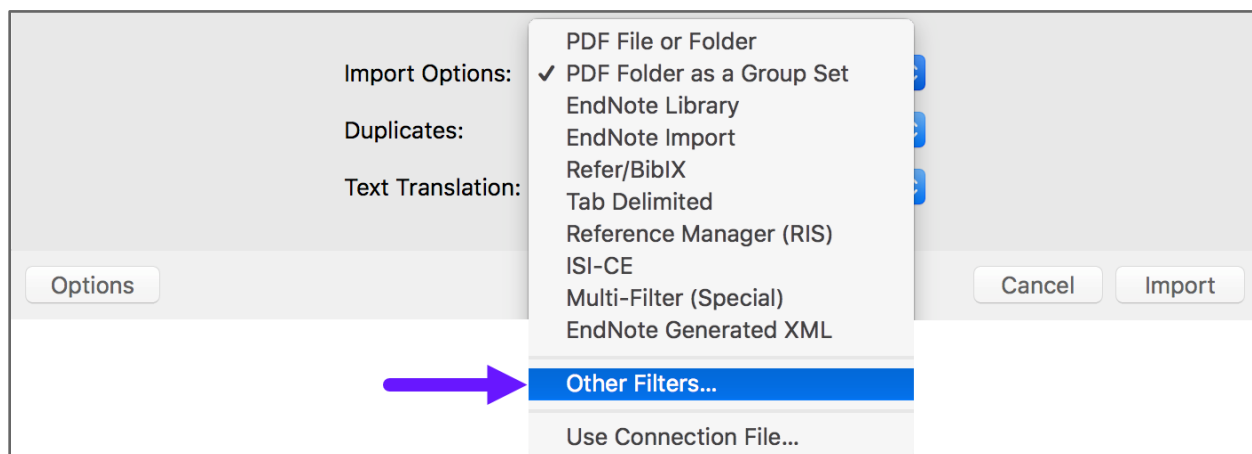 Import Options:
Duplicates:
Text Translation:
PDF File or Folder
✓ PDF Folder as a Group Set
EndNote Library
EndNote Import
Refer/BibIX
Tab Delimited
Reference Manager (RIS)
ISI-CE
Multi-Filter (Special)
EndNote Generated XML
Other Filters...
Use Connection File...
Options
Cancel
Import